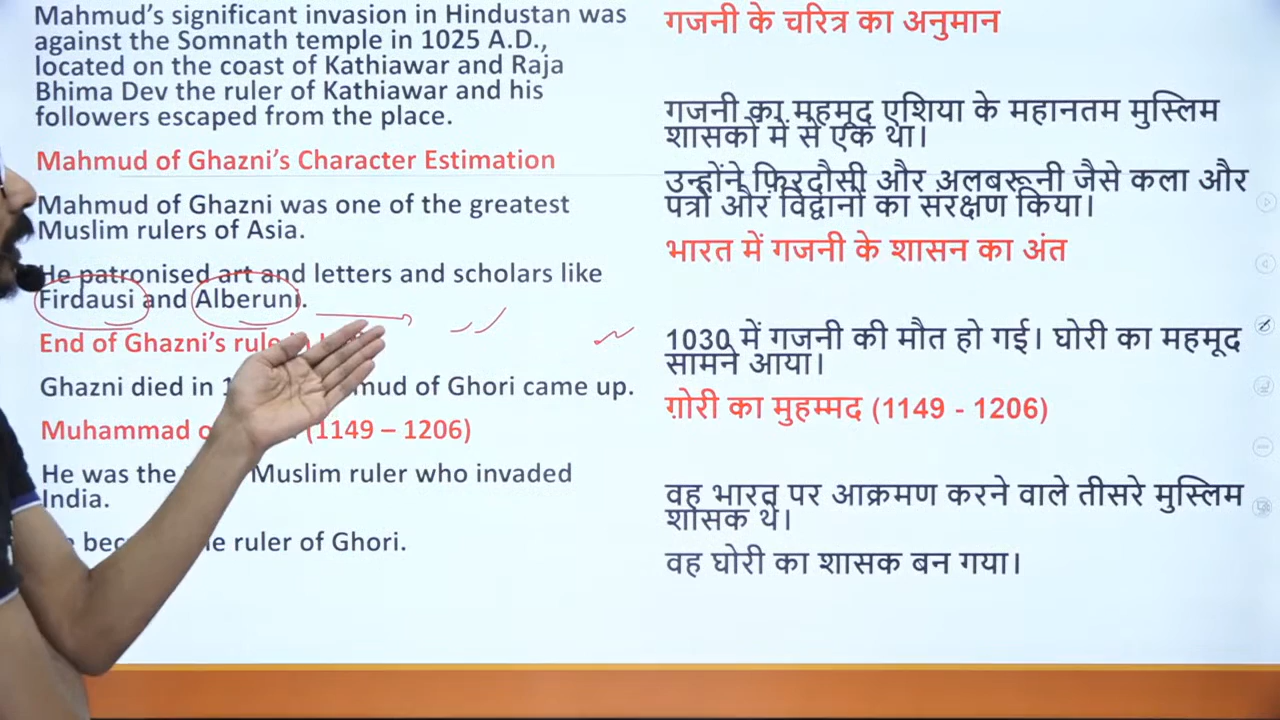 Mahmud's significant invasion in Hindustan was
against the Somnath temple in 1025 A.D.,
located on the coast of Kathiawar and Raja
Bhima Dev the ruler of Kathiawar and his
followers escaped from the place.
Mahmud of Ghazni's Character Estimation
Mahmud of Ghazni was one of the greatest
Muslim rulers of Asia.
He patronised art and letters and scholars like
Firdausi and Alberuni.
End of Ghazni's rule in
Ghazni died in of Ghori came up.
Muhammad (1149 – 1206)
He was the Muslim ruler who invaded
India.
ruler of Ghori.
गजनी के चरित्र का अनुमान
गजनी का महमूद एशिया के महानतम मुस्लिम
शासकों में से एक था।
उन्होंने फ़िरदौसी और अलबरूनी जैसे कला और
पत्रों और विद्वानों का संरक्षण किया।
भारत में गजनी के शासन का अंत
1030 में गजनी की मौत हो गई। घोरी का महमूद
सामने आया।
ग़ोरी का मुहम्मद (1149 - 1206)
वह भारत पर आक्रमण करने वाले तीसरे मुस्लिम
शासक थे।
वह घोरी का शासक बन गया।